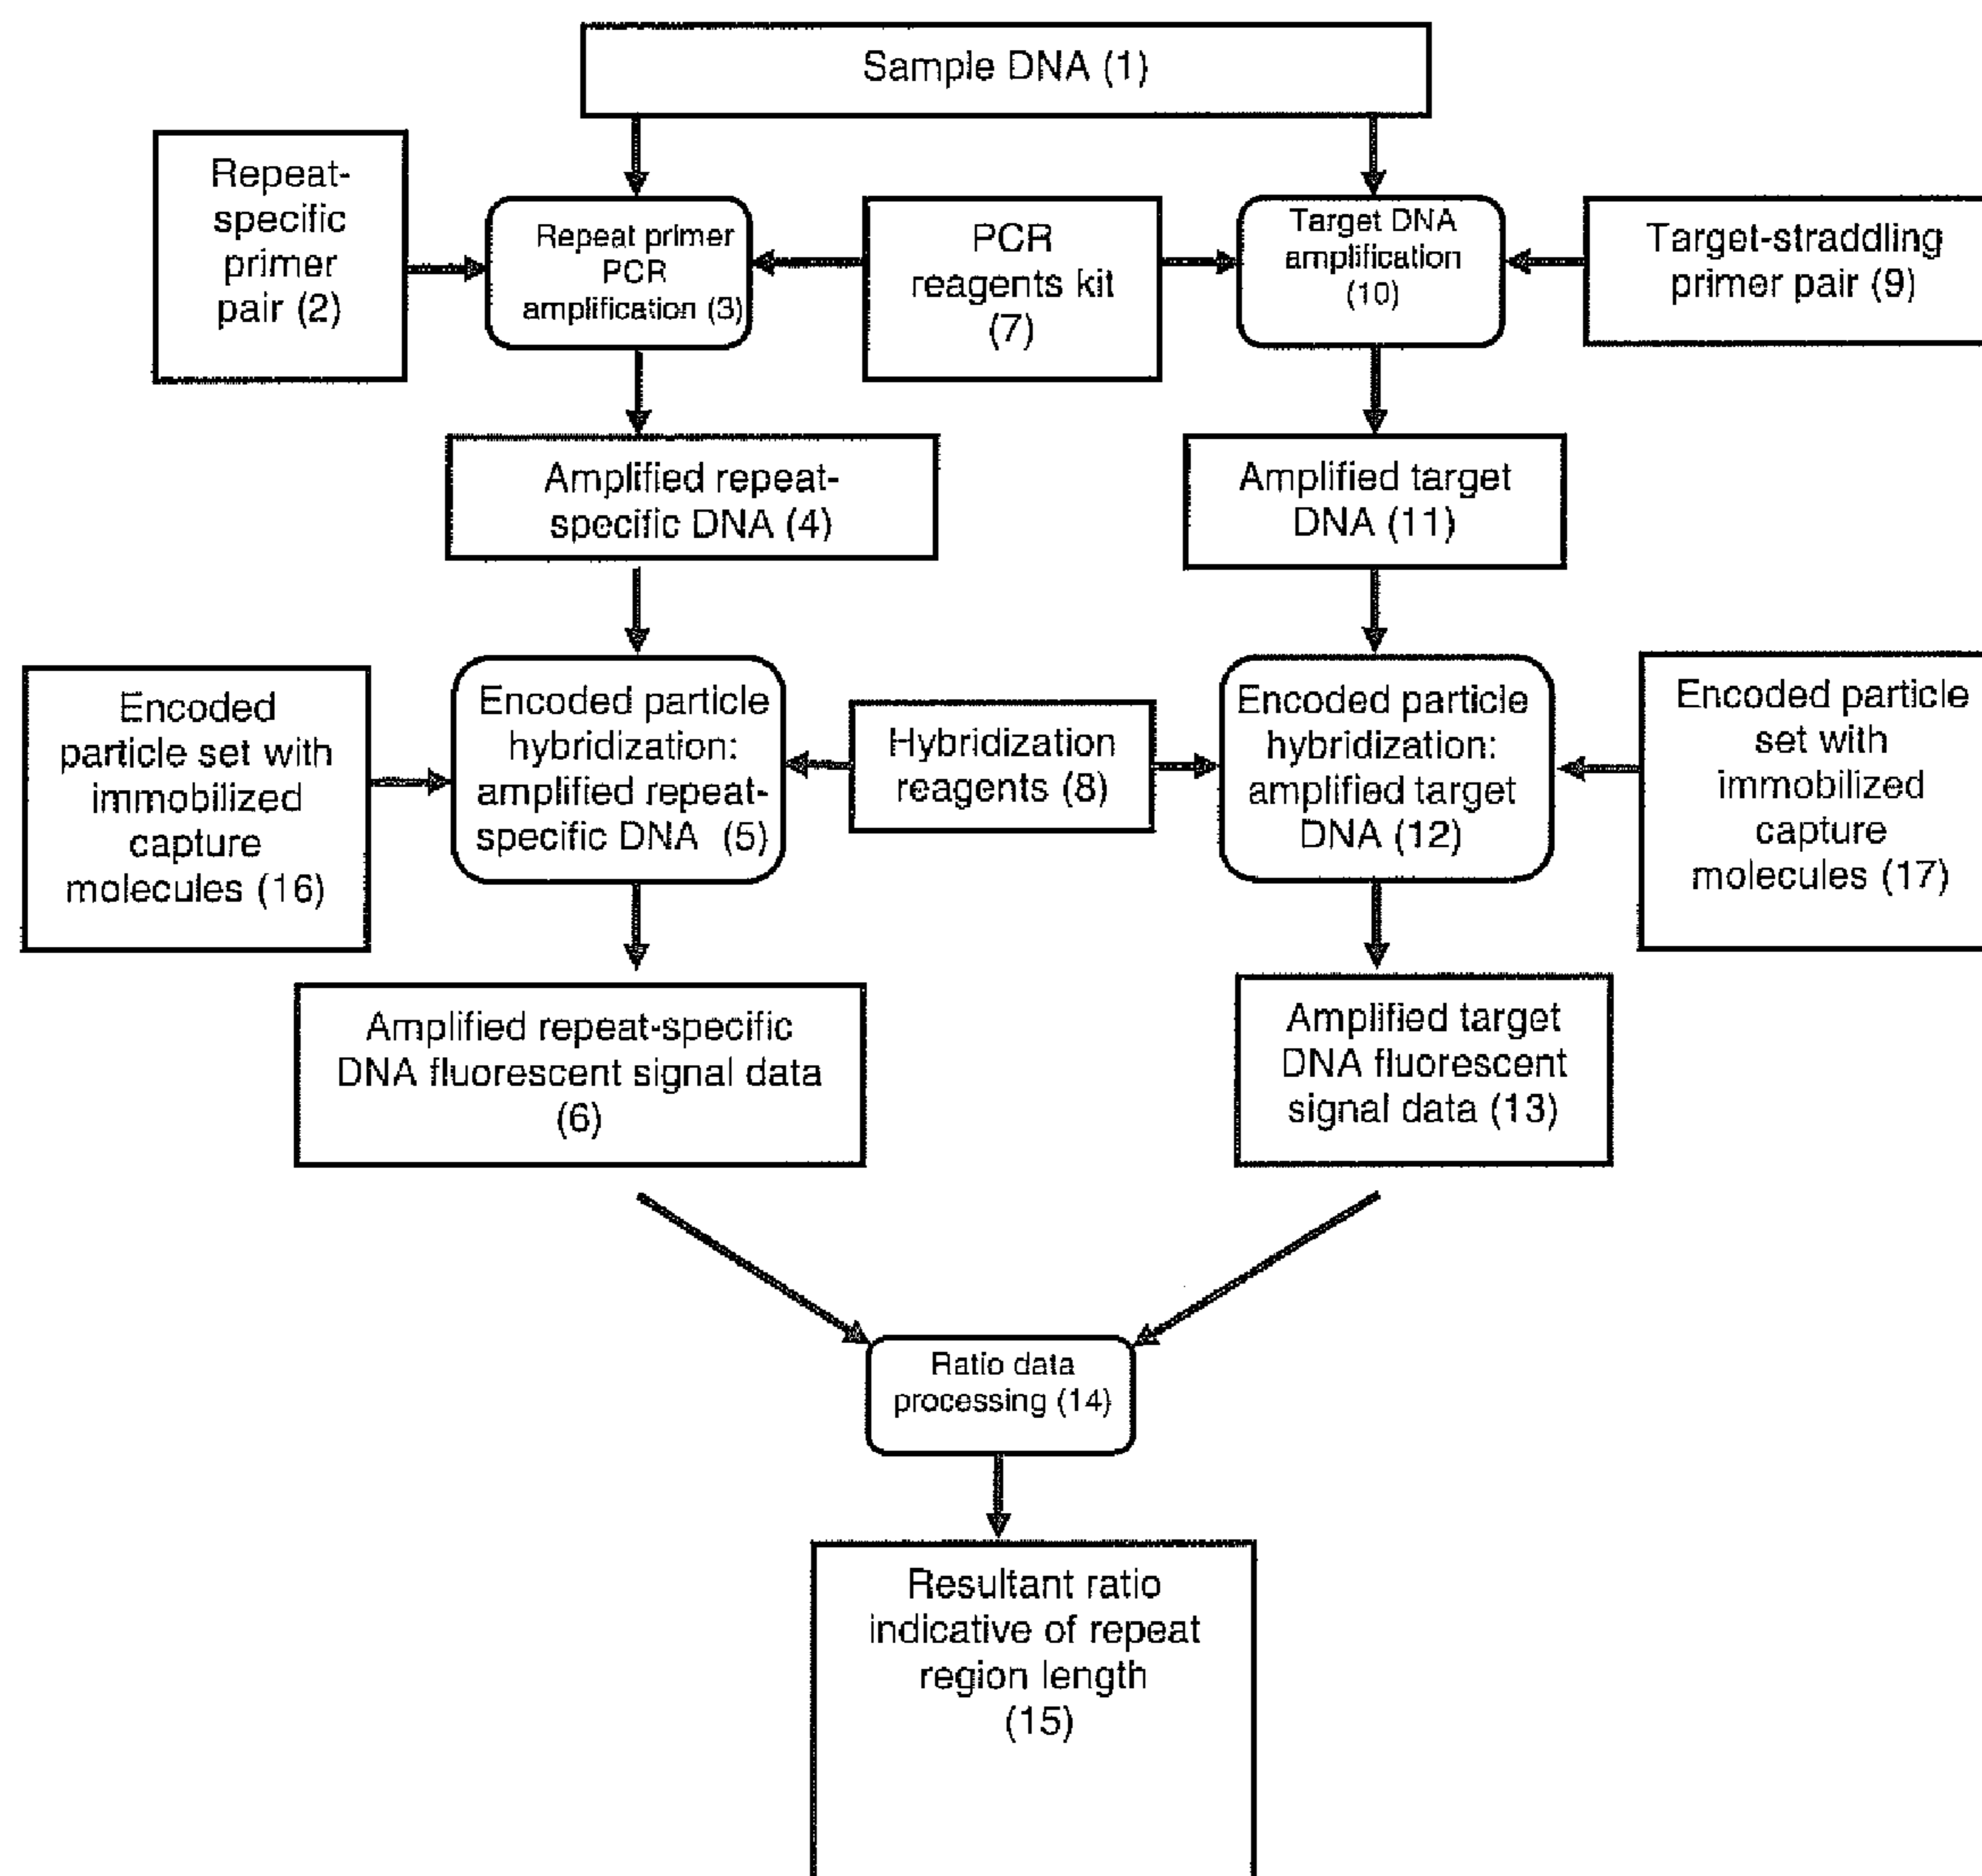 Sample DNA (1)
Repeat-
specific
primer
pair (2)
Repeat primer
PCR
amplification (3)
PCR
reagents kit
(7)
Target DNA
amplification
(10)
Target-straddling
primer pair (9)
Amplified repeat-
specific DNA (4)
Amplified target
DNA (11)
Encoded
particle set with
immobilized
capture
molecules (16)
Encoded particle
hybridization:
amplified repeat-
specific DNA (5)
Hybridization
reagents (8)
Encoded particle
hybridization:
amplified target
DNA (12)
Encoded particle
set with
immobilized
capture
molecules (17)
Amplified repeat-specific
DNA fluorescent signal data
(6)
Amplified target
DNA fluorescent
signal data (13)
Ratio data
processing (14)
Resultant ratio
indicative of repeat
region length
(15)